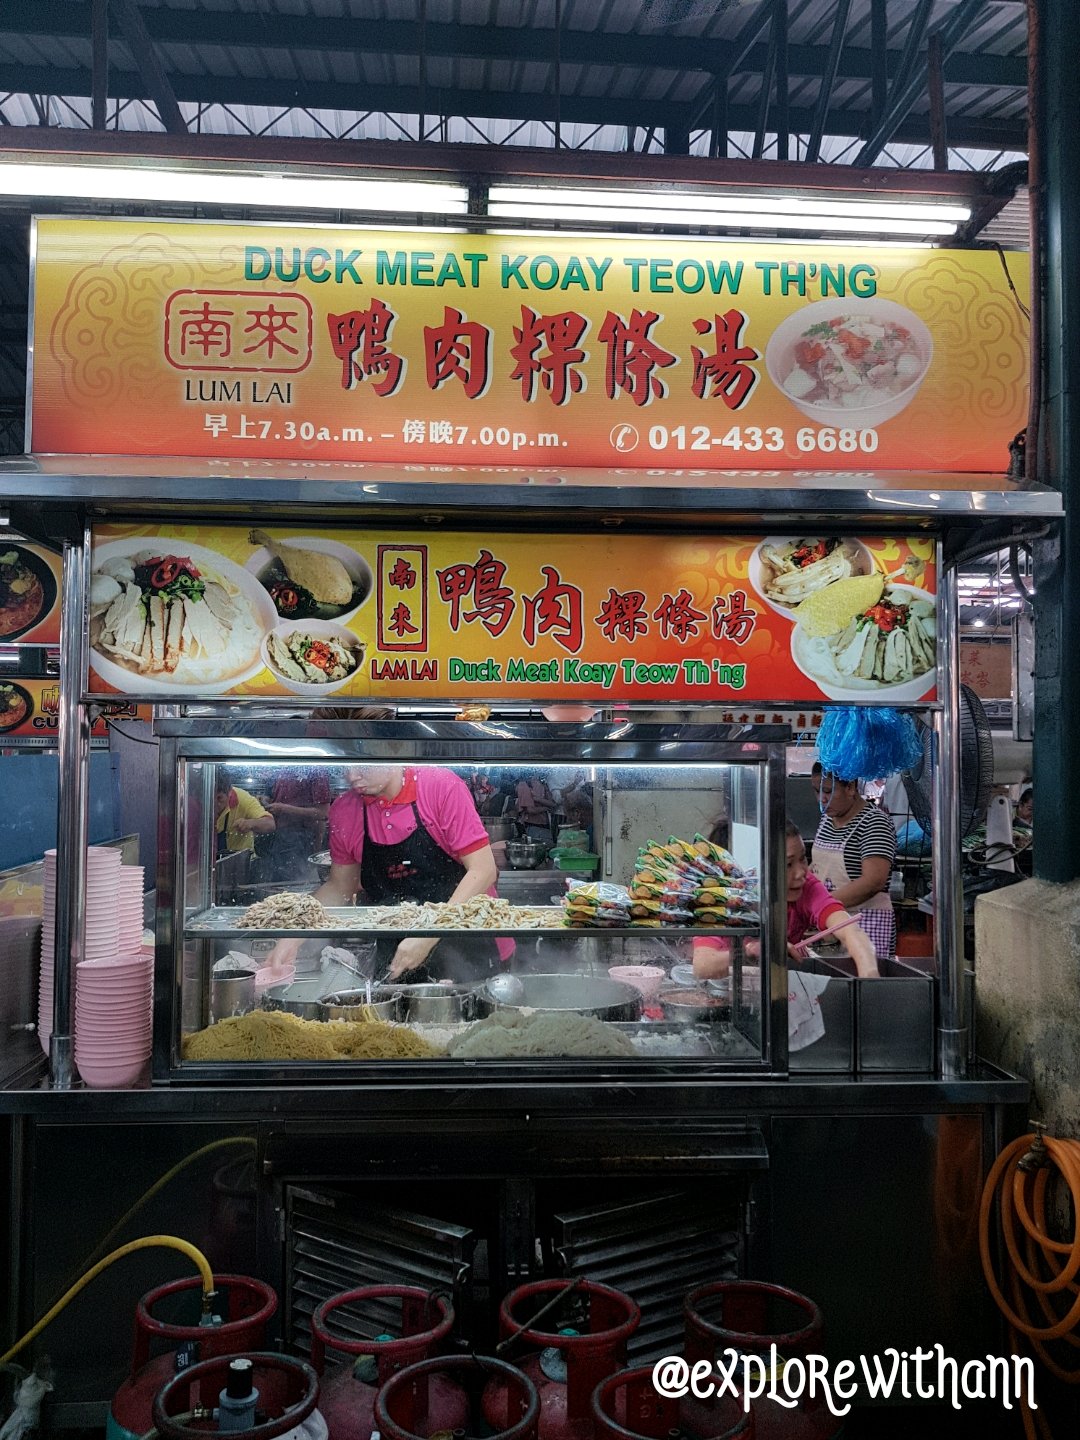 DUCK MEAT KOAY TEOW TH'NG
南來
鴨肉粿條湯
LUM LAI
早上7.30a.m. – 傍晚7.00p.m.
012-433 6680
南來
鴨肉粿條湯
LAM LAI Duck Meat Koay Teow Th'ng
@explorewithann